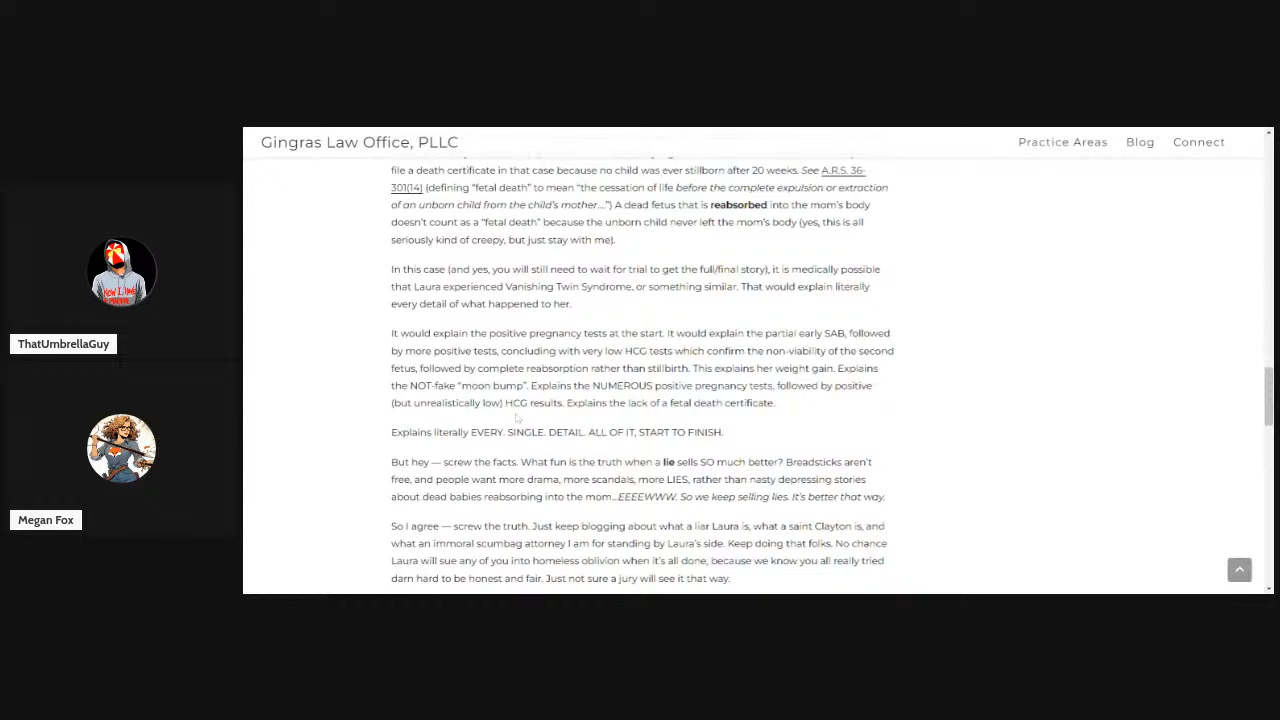 Gingras Law Office, PLLC
Practice Areas Blog Connect
file a death certificate in that case because no child was ever stillborn after 20 weeks. See A.R.S. 36-
301(14) (defining "fetal death" to mean "the cessation of life before the complete expulsion or extraction
of an unborn child from the child's mother...") A dead fetus that is reabsorbed into the mom's body
doesn't count as a "fetal death" because the unborn child never left the mom's body (yes, this is all
seriously kind of creepy, but just stay with me).
In this case (and yes, you will still need to wait for trial to get the full/final story), it is medically possible
that Laura experienced Vanishing Twin Syndrome, or something similar. That would explain literally
every detail of what happened to her.
It would explain the positive pregnancy tests at the start. It would explain the partial early SAB, followed
by more positive tests, concluding with very low HCG tests which confirm the non-viability of the second
fetus, followed by complete reabsorption rather than stillbirth. This explains her weight gain. Explains
the NOT-fake "moon bump". Explains the NUMEROUS positive pregnancy tests, followed by positive
(but unrealistically low) HCG results. Explains the lack of a fetal death certificate.
Explains literally EVERY. SINGLE. DETAIL. ALL OF IT, START TO FINISH.
But hey — screw the facts. What fun is the truth when a lie sells SO much better? Breadsticks aren't
free, and people want more drama, more scandals, more LIES, rather than nasty depressing stories
about dead babies reabsorbing into the mom...EEEEWWW. So we keep selling lies. It's better that way.
So I agree — screw the truth. Just keep blogging about what a liar Laura is, what a saint Clayton is, and
what an immoral scumbag attorney I am for standing by Laura's side. Keep doing that folks. No chance
Laura will sue any of you into homeless oblivion when it's all done, because we know you all really tried
darn hard to be honest and fair. Just not sure a jury will see it that way.
ThatUmbrellaGuy
Megan Fox